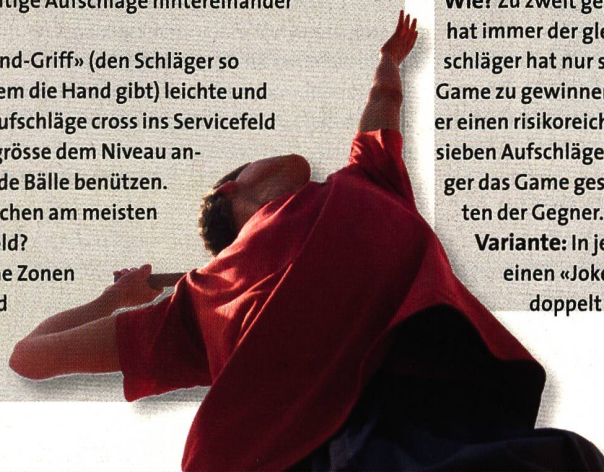 tige Aufschläge hintereinander
nd-Griff» (den Schläger so
em die Hand gibt) leichte und
ufschläge cross ins Servicefeld
grösse dem Niveau an-
de Bälle benützen.
chen am meisten
ld?
ne Zonen
d
Wie? Zu zweit ge
hat immer der gle
schläger hat nur s
Game zu gewinner
er einen risikoreich
sieben Aufschläge
ger das Game ges
ten der Gegner.
Variante: In je
einen «Joke
doppelt